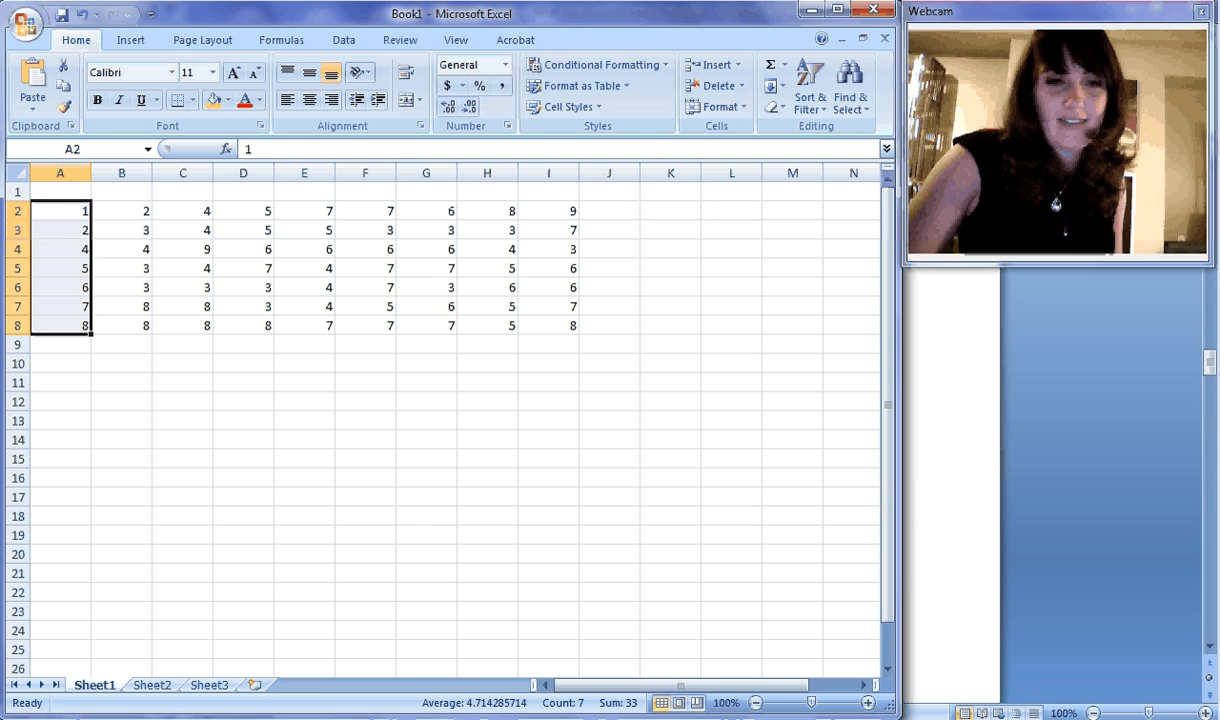 Book1 - Microsoft Excel
Webcam
Home Insert Page Layout Formulas Data Review View Acrobat
Paste
Calibri 11 A A
B I U A
General
$ % ,
.00 .00
Conditional Formatting
Format as Table
Cell Styles
Insert
Delete
Format
Σ
Sort & Filter
Find & Select
Clipboard Font Alignment Number Styles Cells Editing
A2 fx 1
A B C D E F G H I J K L M N
1
2 1 2 4 5 7 7 6 8 9
3 2 3 4 5 5 3 3 3 7
4 4 4 9 6 6 6 6 4 3
5 5 3 4 7 4 7 7 5 6
6 6 3 3 3 4 7 3 6 6
7 7 8 8 3 4 5 6 5 7
8 8 8 8 8 7 7 7 5 8
9
10
11
12
13
14
15
16
17
18
19
20
21
22
23
24
25
26
Sheet1 Sheet2 Sheet3
Ready Average: 4.714285714 Count: 7 Sum: 33 100%
100%